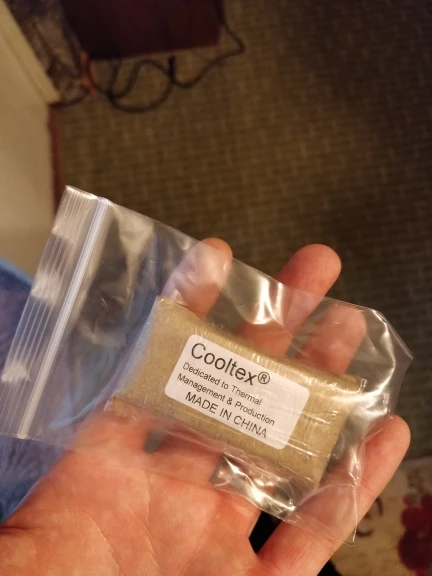 Cooltex®
Dedicated to Thermal
Management & Production
MADE IN CHINA